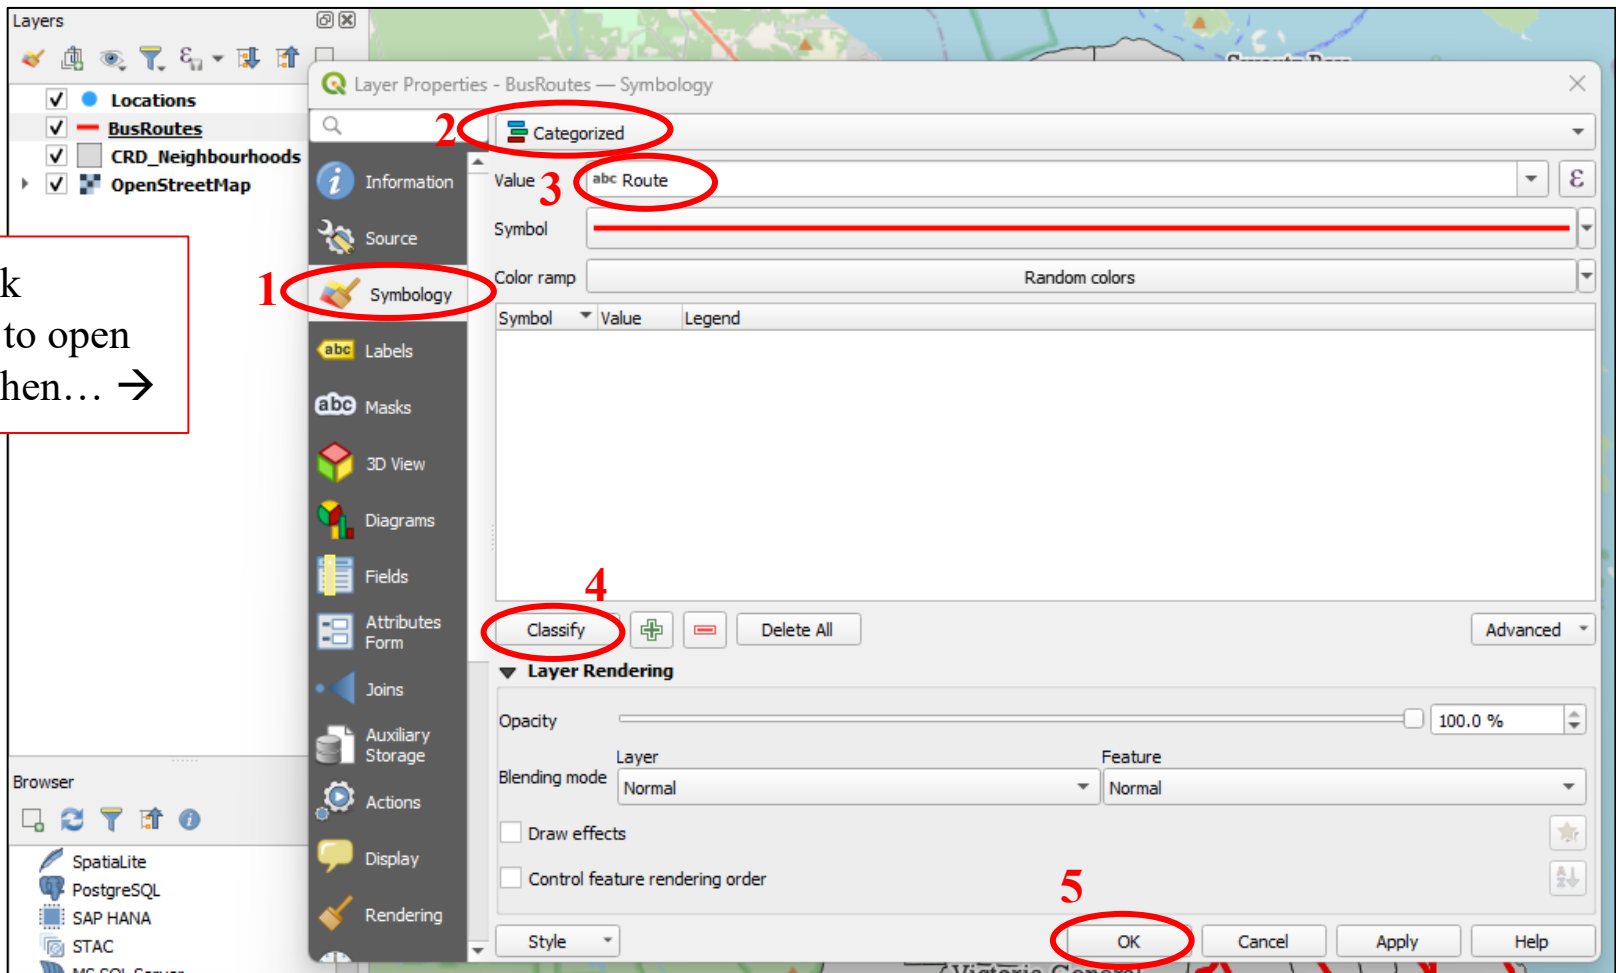 Layers
Locations
BusRoutes
CRD_Neighbourhoods
OpenStreetMap
k
to open
hen… →
Browser
SpatiaLite
PostgreSQL
SAP HANA
STAC
Layer Properties - BusRoutes — Symbology
1
2
3
4
5
Information
Source
Symbology
abc Labels
abc Masks
3D View
Diagrams
Fields
Attributes
Form
Joins
Auxiliary
Storage
Actions
Display
Rendering
Categorized
Value abc Route ε
Symbol
Color ramp Random colors
Symbol Value Legend
Classify Delete All Advanced
Layer Rendering
Opacity 100.0 %
Layer Feature
Blending mode Normal Normal
Draw effects
Control feature rendering order
Style OK Cancel Apply Help
Victoria General